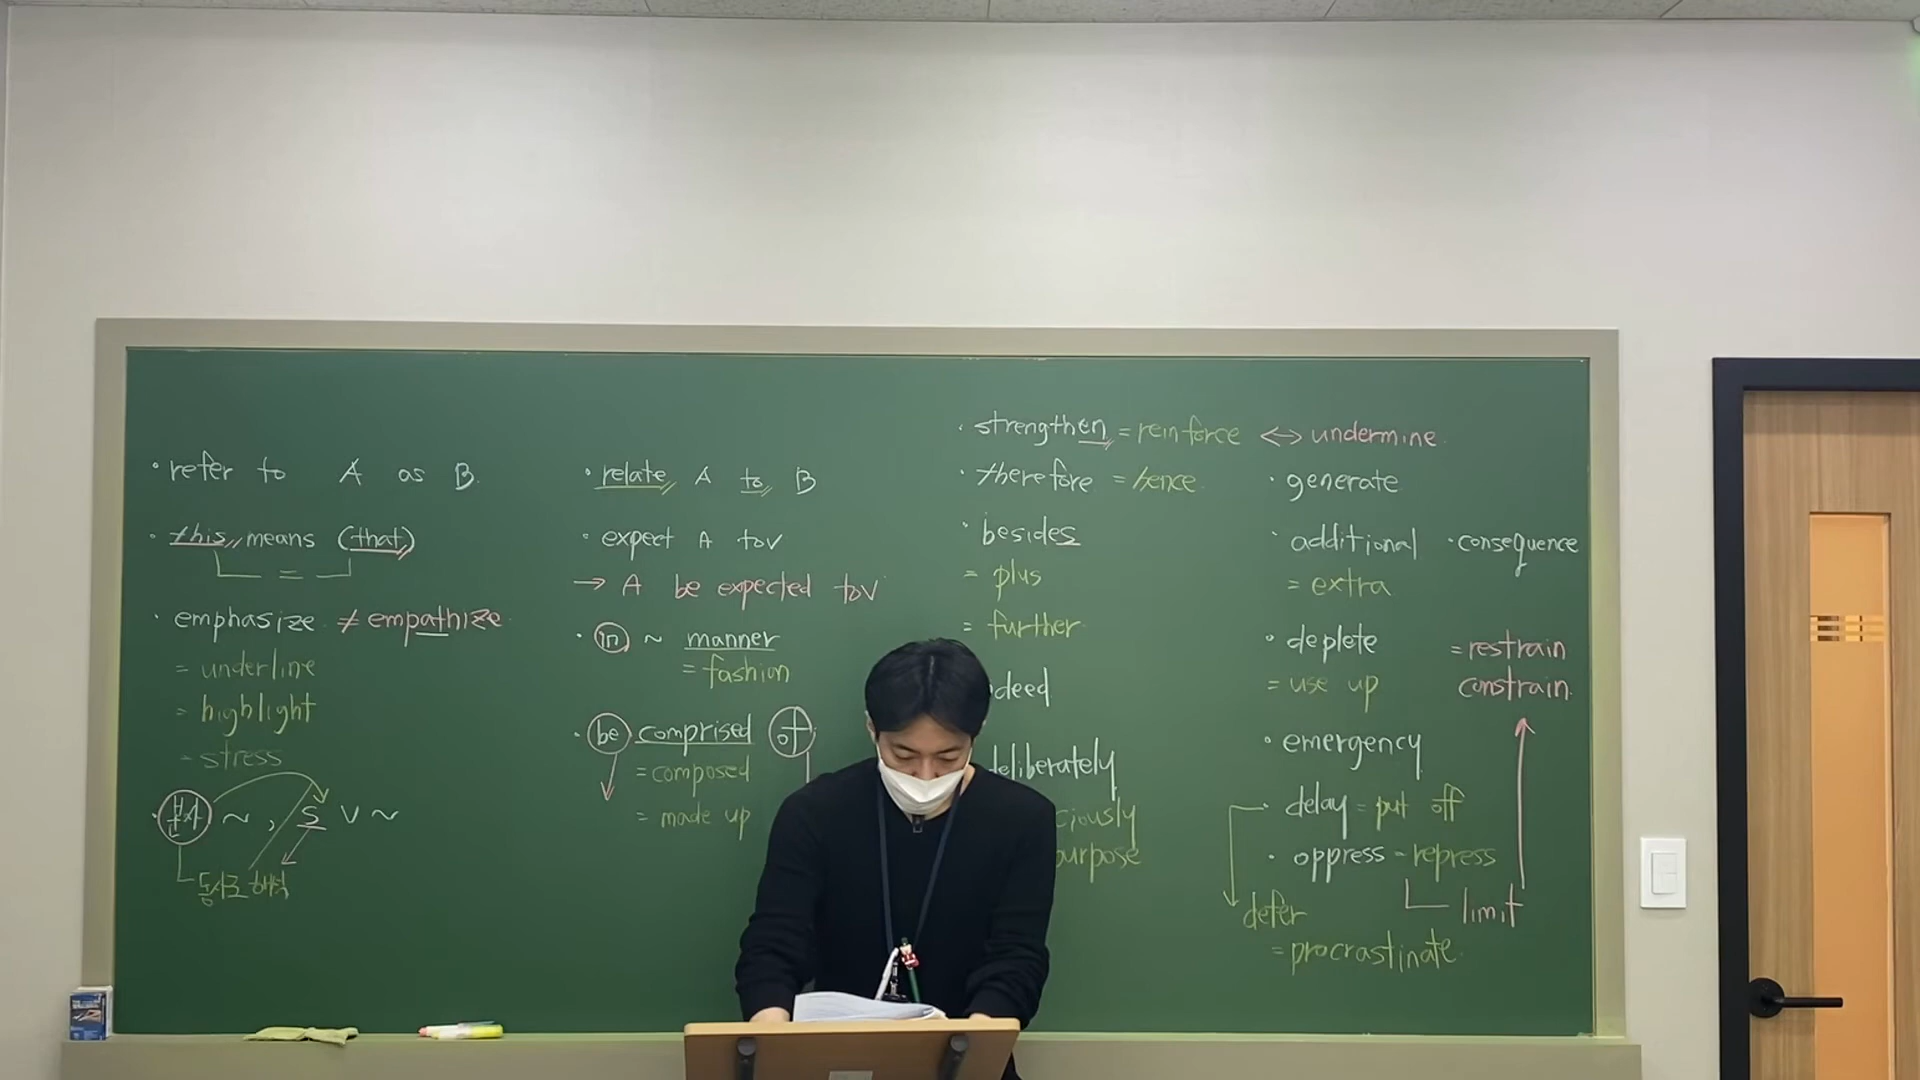 · refer to A as B.
· this means (that)
=
· emphasize ≠ empathize
= underline
= highlight
= stress
· ~, S V ~
동시로 해석
· relate A to B
· expect A to V
→ A be expected to V
· in ~ manner
= fashion
· be comprised of
= composed
= made up
· strengthen = reinforce ↔ undermine
· therefore = hence
· besides
= plus
= further
deed
deliberately
ciously
purpose
· generate
· additional · consequence
= extra
· deplete
= use up
= restrain
constrain
· emergency
· delay = put off
· oppress = repress
limit
defer
= procrastinate